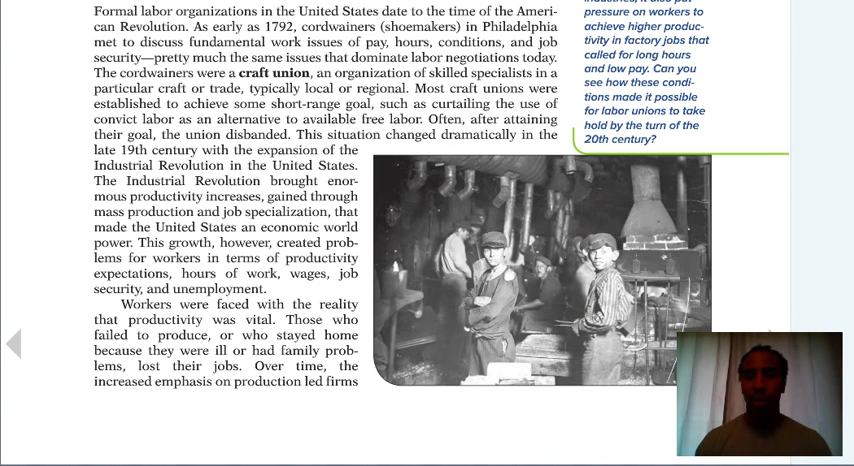 Formal labor organizations in the United States date to the time of the Ameri-
can Revolution. As early as 1792, cordwainers (shoemakers) in Philadelphia
met to discuss fundamental work issues of pay, hours, conditions, and job
security—pretty much the same issues that dominate labor negotiations today.
The cordwainers were a craft union, an organization of skilled specialists in a
particular craft or trade, typically local or regional. Most craft unions were
established to achieve some short-range goal, such as curtailing the use of
convict labor as an alternative to available free labor. Often, after attaining
their goal, the union disbanded. This situation changed dramatically in the
late 19th century with the expansion of the
Industrial Revolution in the United States.
The Industrial Revolution brought enor-
mous productivity increases, gained through
mass production and job specialization, that
made the United States an economic world
power. This growth, however, created prob-
lems for workers in terms of productivity
expectations, hours of work, wages, job
security, and unemployment.
Workers were faced with the reality
that productivity was vital. Those who
failed to produce, or who stayed home
because they were ill or had family prob-
lems, lost their jobs. Over time, the
increased emphasis on production led firms
industries, it also put
pressure on workers to
achieve higher produc-
tivity in factory jobs that
called for long hours
and low pay. Can you
see how these condi-
tions made it possible
for labor unions to take
hold by the turn of the
20th century?